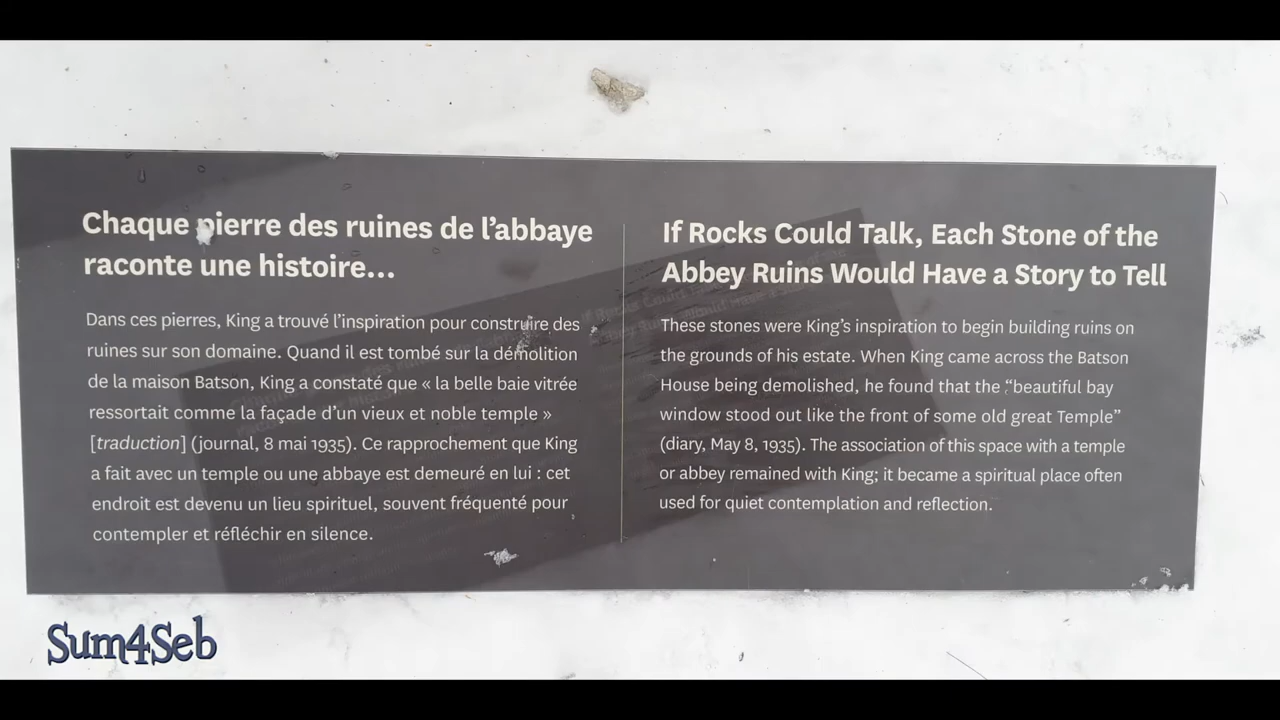 Chaque pierre des ruines de l'abbaye
raconte une histoire...
Dans ces pierres, King a trouvé l'inspiration pour construire des
ruines sur son domaine. Quand il est tombé sur la démolition
de la maison Batson, King a constaté que « la belle baie vitrée
ressortait comme la façade d'un vieux et noble temple »
[traduction] (journal, 8 mai 1935). Ce rapprochement que King
a fait avec un temple ou une abbaye est demeuré en lui : cet
endroit est devenu un lieu spirituel, souvent fréquenté pour
contempler et réfléchir en silence.
If Rocks Could Talk, Each Stone of the
Abbey Ruins Would Have a Story to Tell
These stones were King's inspiration to begin building ruins on
the grounds of his estate. When King came across the Batson
House being demolished, he found that the “beautiful bay
window stood out like the front of some old great Temple”
(diary, May 8, 1935). The association of this space with a temple
or abbey remained with King; it became a spiritual place often
used for quiet contemplation and reflection.
Sum4Seb